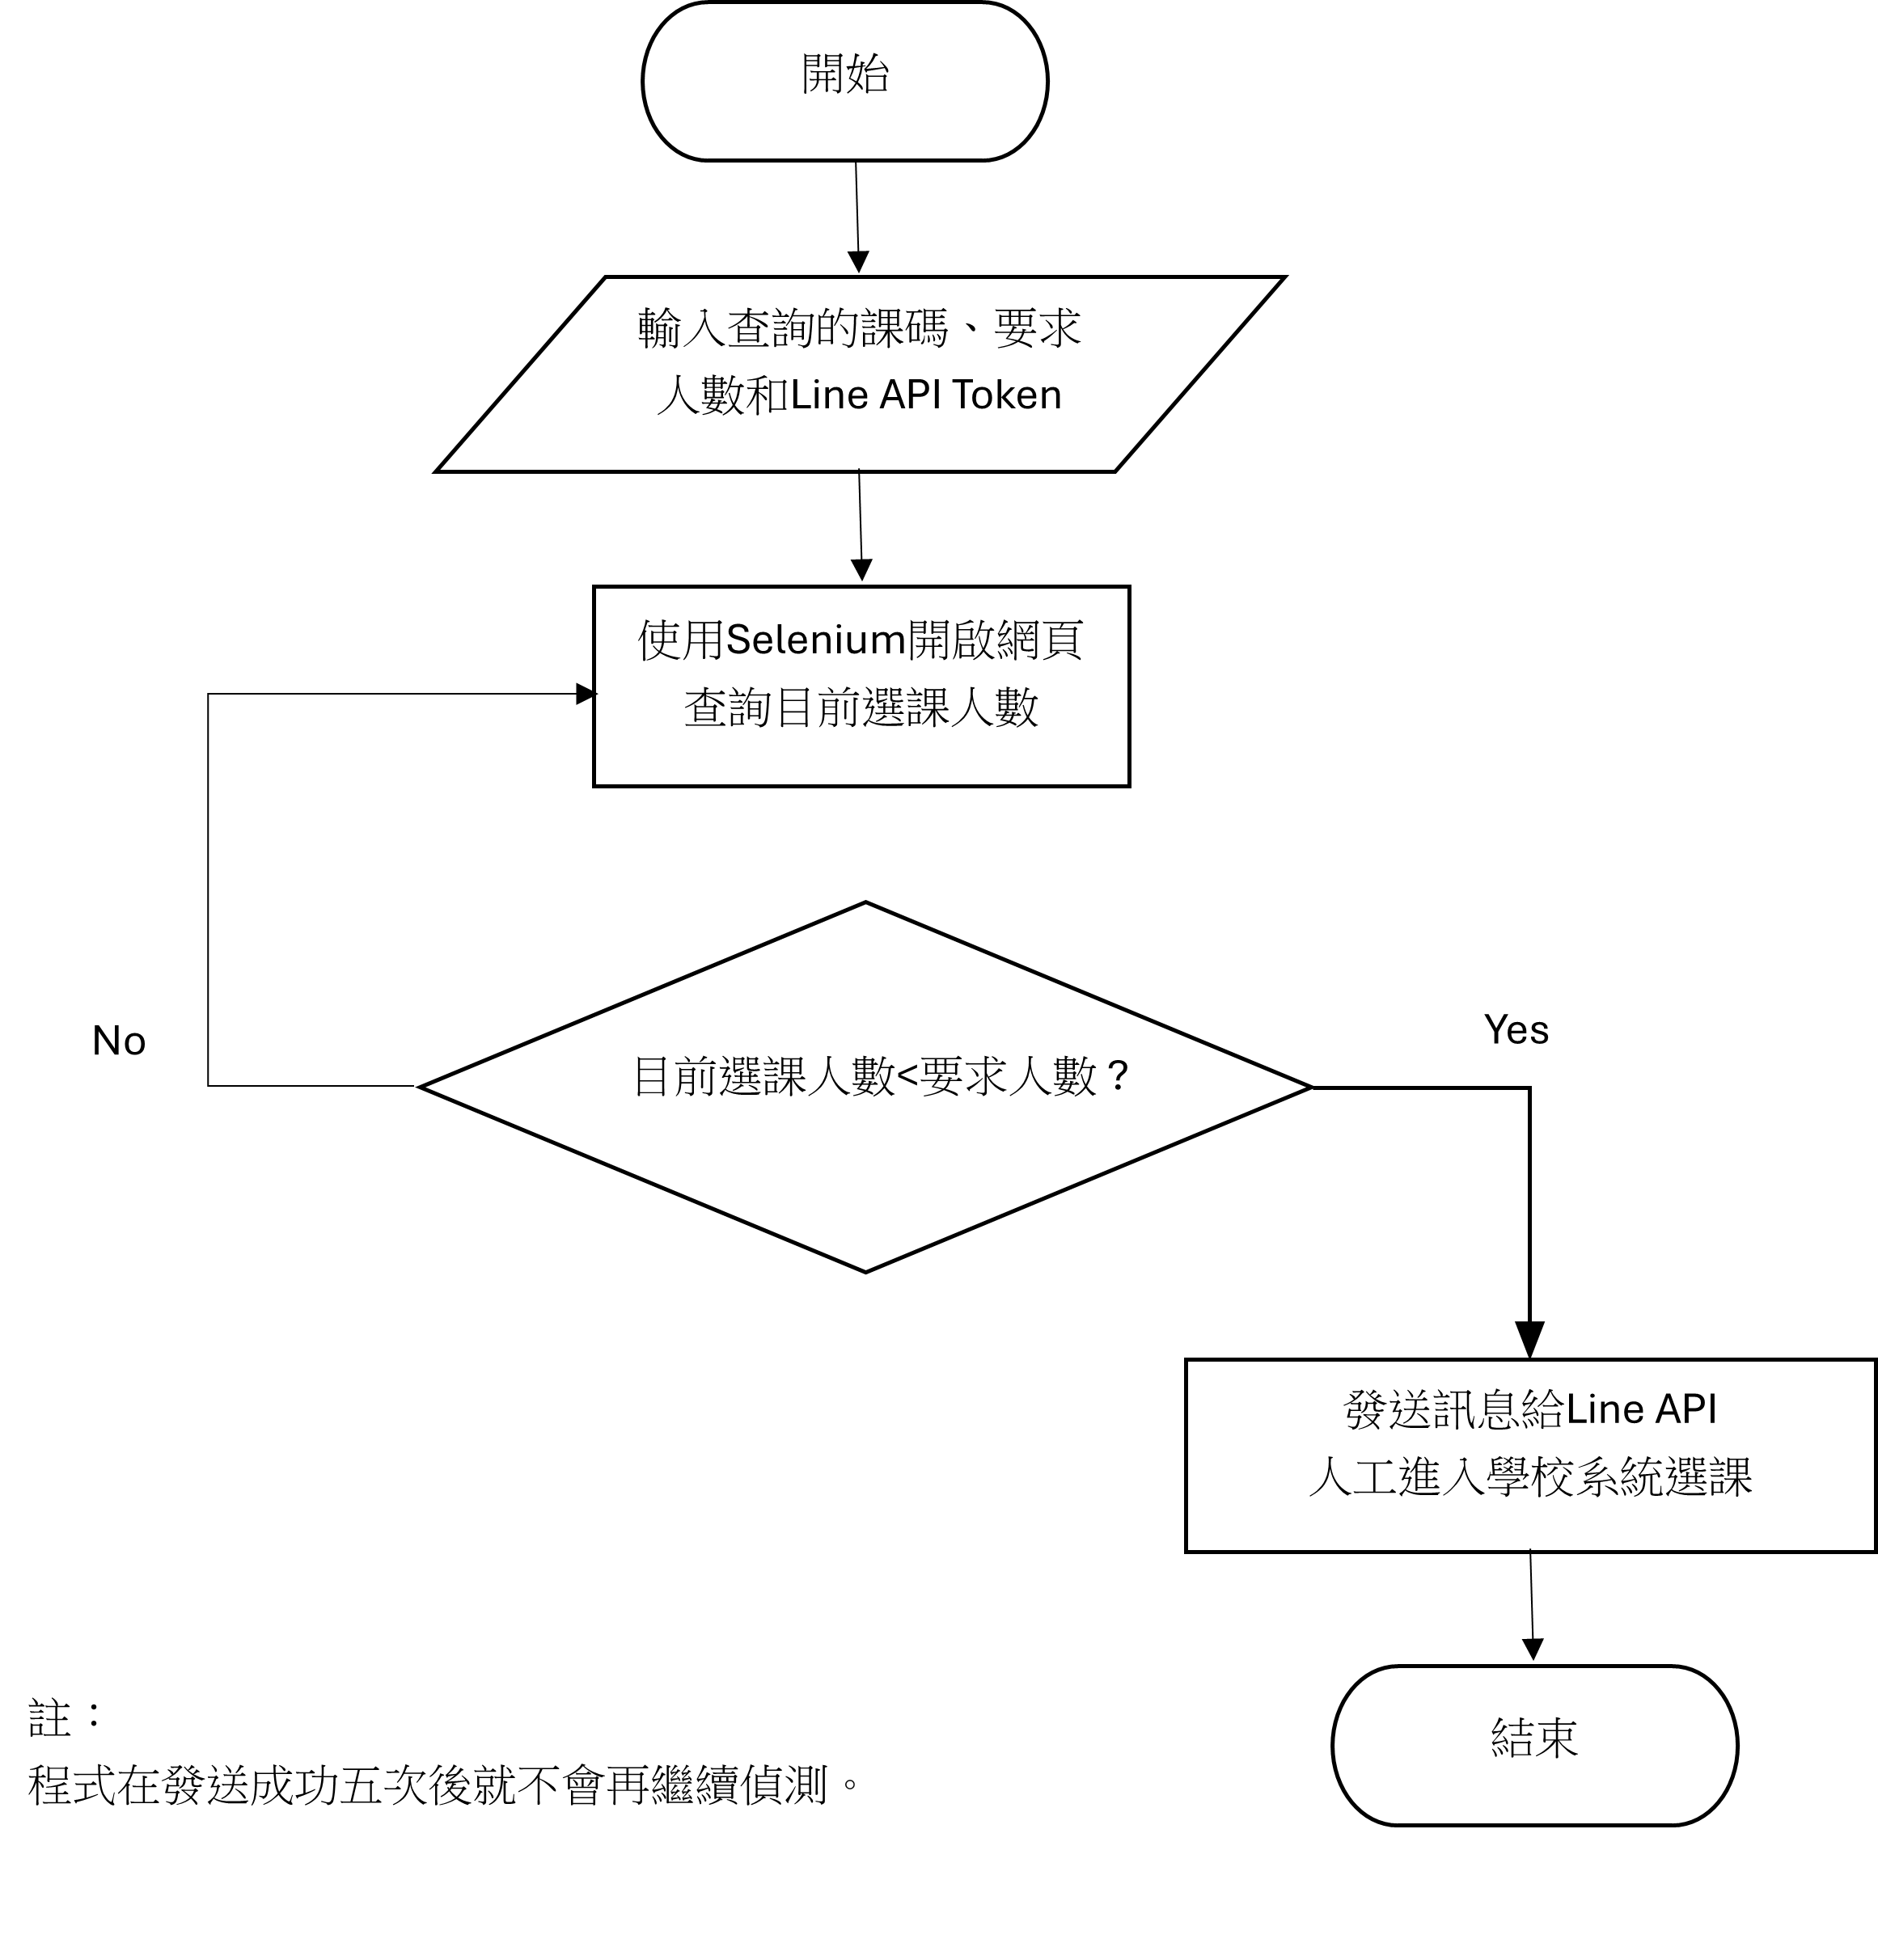 開始
輸入查詢的課碼、要求
人數和Line API Token
使用Selenium開啟網頁
查詢目前選課人數
No
Yes
目前選課人數<要求人數?
發送訊息給Line API
人工進入學校系統選課
結束
註：
程式在發送成功五次後就不會再繼續偵測。